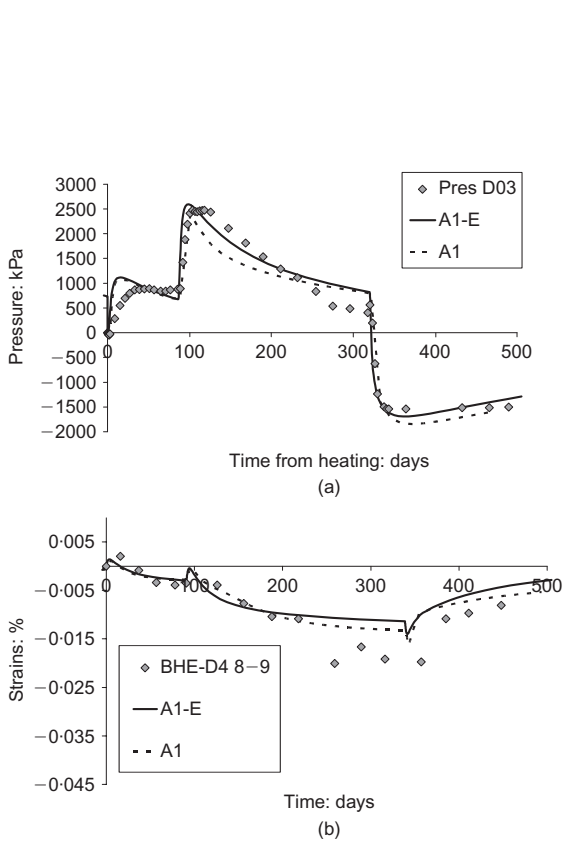 3000
2500
2000
1500
1000
500
0
−500
−1000
−1500
−2000
Pressure: kPa
0
100
200
300
400
500
Time from heating: days
Pres D03
A1-E
A1
(a)
0·005
−0·005
−0·015
−0·025
−0·035
−0·045
Strains: %
0
100
200
300
400
500
BHE-D4 8−9
A1-E
A1
Time: days
(b)